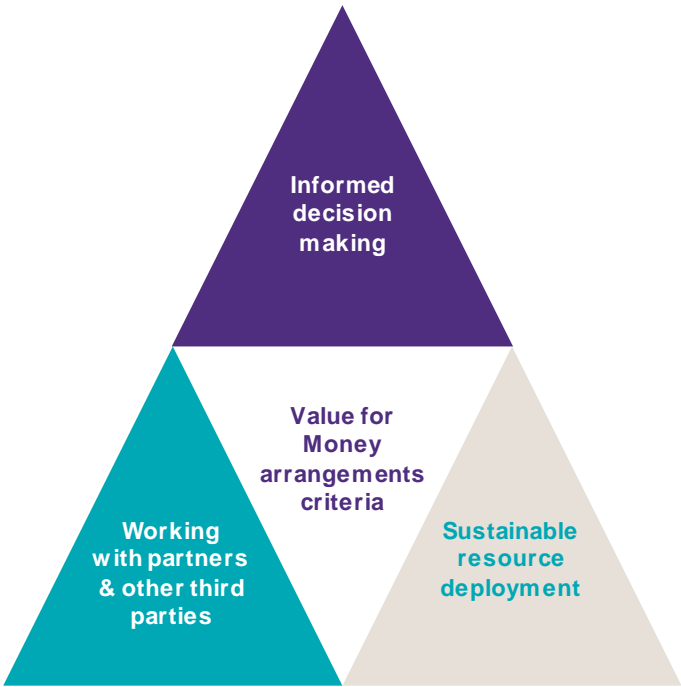 Informed
decision
making
Value for
Money
arrangements
criteria
Working
with partners
& other third
parties
Sustainable
resource
deployment